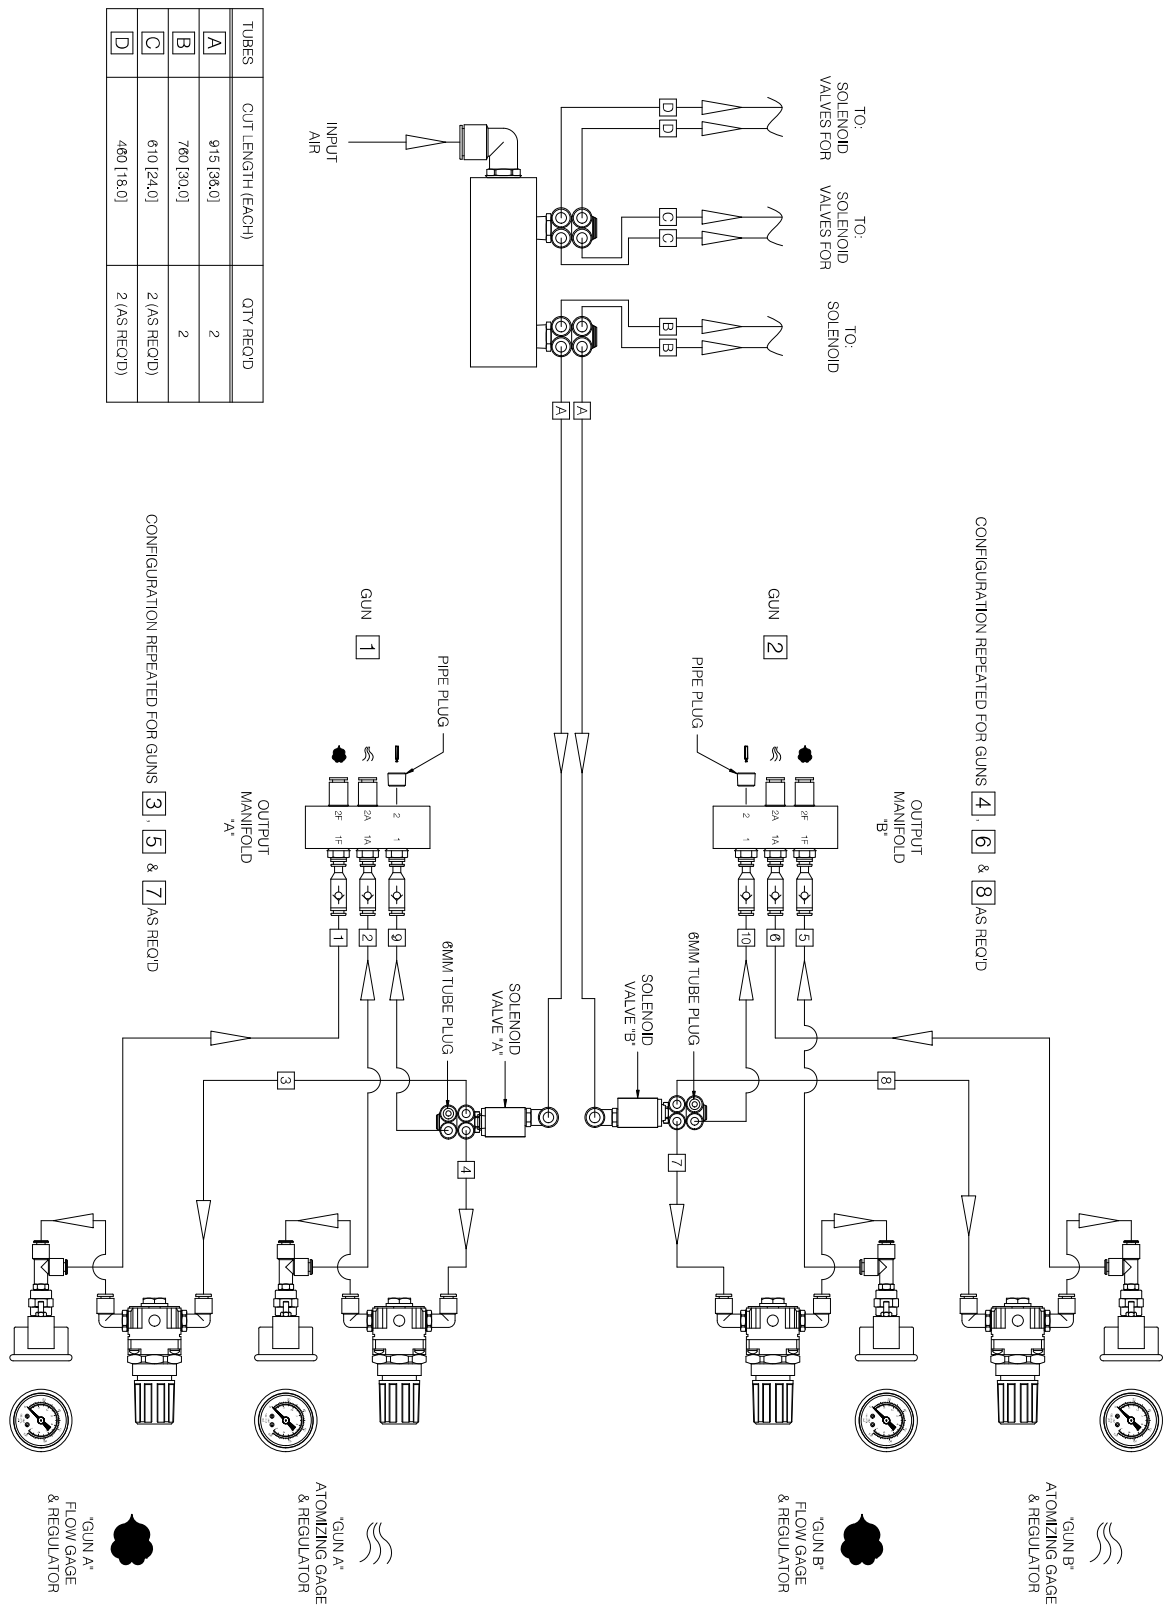 TUBES
CUT LENGTH (EACH)
QTY REQ'D
A
915 [36.0]
2
B
760 [30.0]
2
C
610 [24.0]
2 (AS REQ'D)
D
460 [18.0]
2 (AS REQ'D)
INPUT
AIR
TO:
SOLENOID
VALVES FOR
TO:
SOLENOID
VALVES FOR
TO:
SOLENOID
D
D
C
C
B
B
A
A
CONFIGURATION REPEATED FOR GUNS 4, 6 & 8 AS REQ'D
GUN 2
PIPE PLUG
OUTPUT
MANIFOLD
"B"
2F 1F
2A 1A
2 1
5
6
10
6MM TUBE PLUG
SOLENOID
VALVE "B"
8
7
GUN 1
PIPE PLUG
OUTPUT
MANIFOLD
"A"
2 1
2A 1A
2F 1F
9
2
1
CONFIGURATION REPEATED FOR GUNS 3, 5 & 7 AS REQ'D
SOLENOID
VALVE "A"
6MM TUBE PLUG
3
4
"GUN B"
ATOMIZING GAGE
& REGULATOR
"GUN B"
FLOW GAGE
& REGULATOR
"GUN A"
ATOMIZING GAGE
& REGULATOR
"GUN A"
FLOW GAGE
& REGULATOR